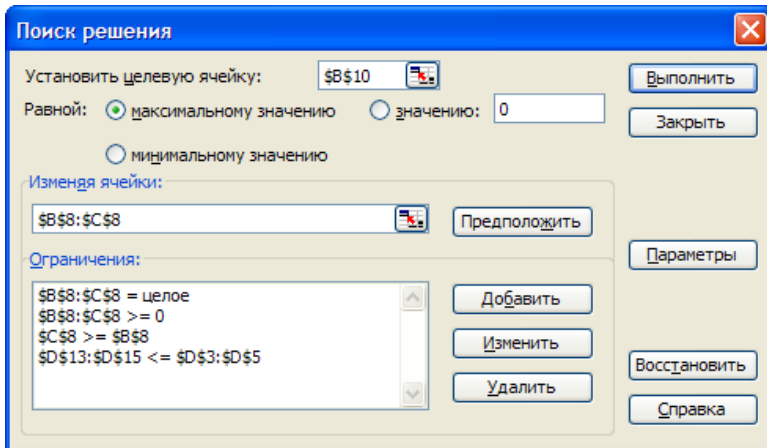 Поиск решения
Установить целевую ячейку: $B$10
Выполнить
Равной: максимальному значению значению: 0
Закрыть
минимальному значению
Изменяя ячейки:
$B$8:$C$8 Предположить
Параметры
Ограничения:
$B$8:$C$8 = целое
$B$8:$C$8 >= 0
$C$8 >= $B$8
$D$13:$D$15 <= $D$3:$D$5
Добавить
Изменить
Удалить
Восстановить
Справка